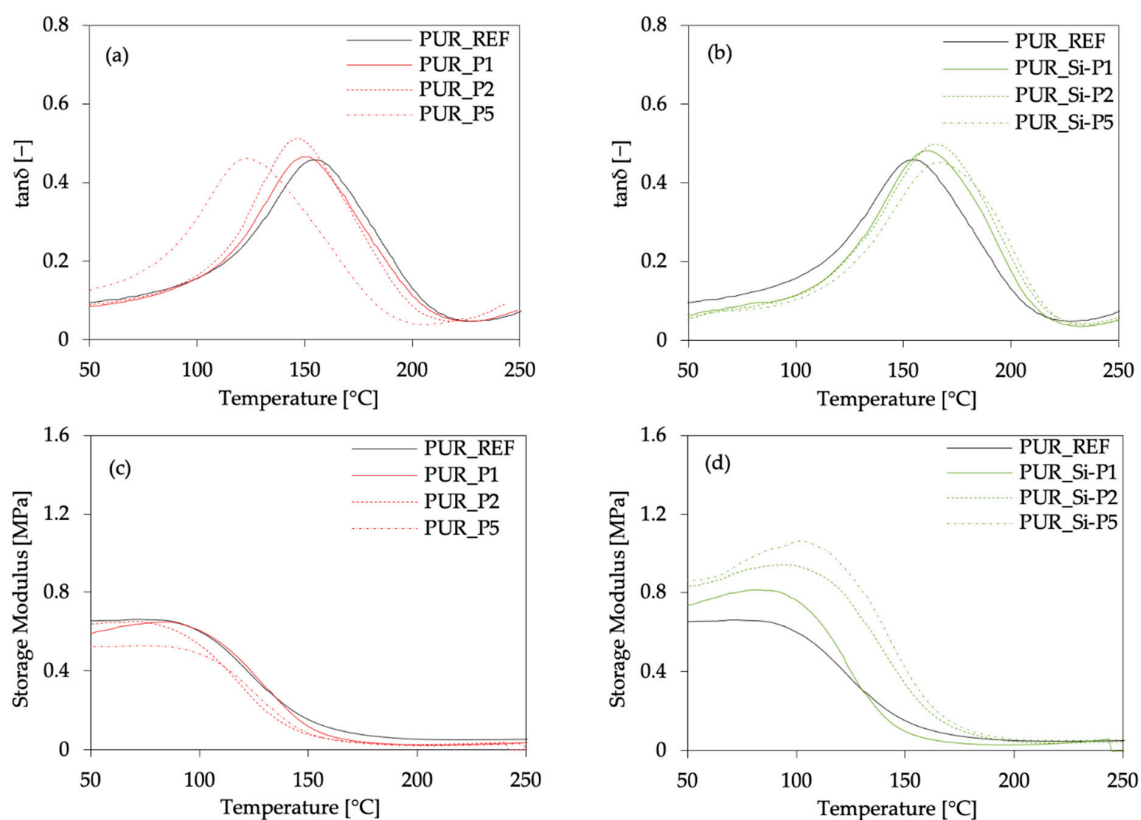 (a)
PUR_REF
PUR_P1
PUR_P2
PUR_P5
tanδ [−]
0.8
0.6
0.4
0.2
0
50 100 150 200 250
Temperature [°C]
(b)
PUR_REF
PUR_Si-P1
PUR_Si-P2
PUR_Si-P5
tanδ [−]
0.8
0.6
0.4
0.2
0
50 100 150 200 250
Temperature [°C]
(c)
PUR_REF
PUR_P1
PUR_P2
PUR_P5
Storage Modulus [MPa]
1.6
1.2
0.8
0.4
0
50 100 150 200 250
Temperature [°C]
(d)
PUR_REF
PUR_Si-P1
PUR_Si-P2
PUR_Si-P5
Storage Modulus [MPa]
1.6
1.2
0.8
0.4
0
50 100 150 200 250
Temperature [°C]